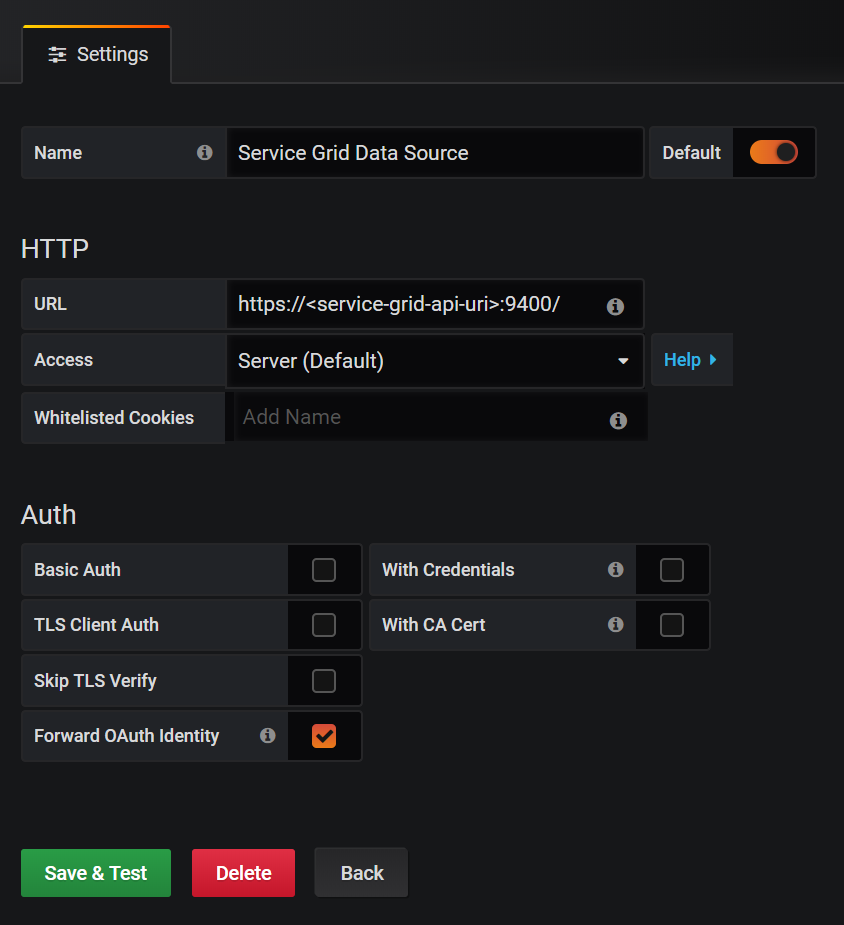 Settings
Name Service Grid Data Source Default
HTTP
URL https://<service-grid-api-uri>:9400/
Access Server (Default) Help
Whitelisted Cookies Add Name
Auth
Basic Auth With Credentials
TLS Client Auth With CA Cert
Skip TLS Verify
Forward OAuth Identity
Save & Test Delete Back